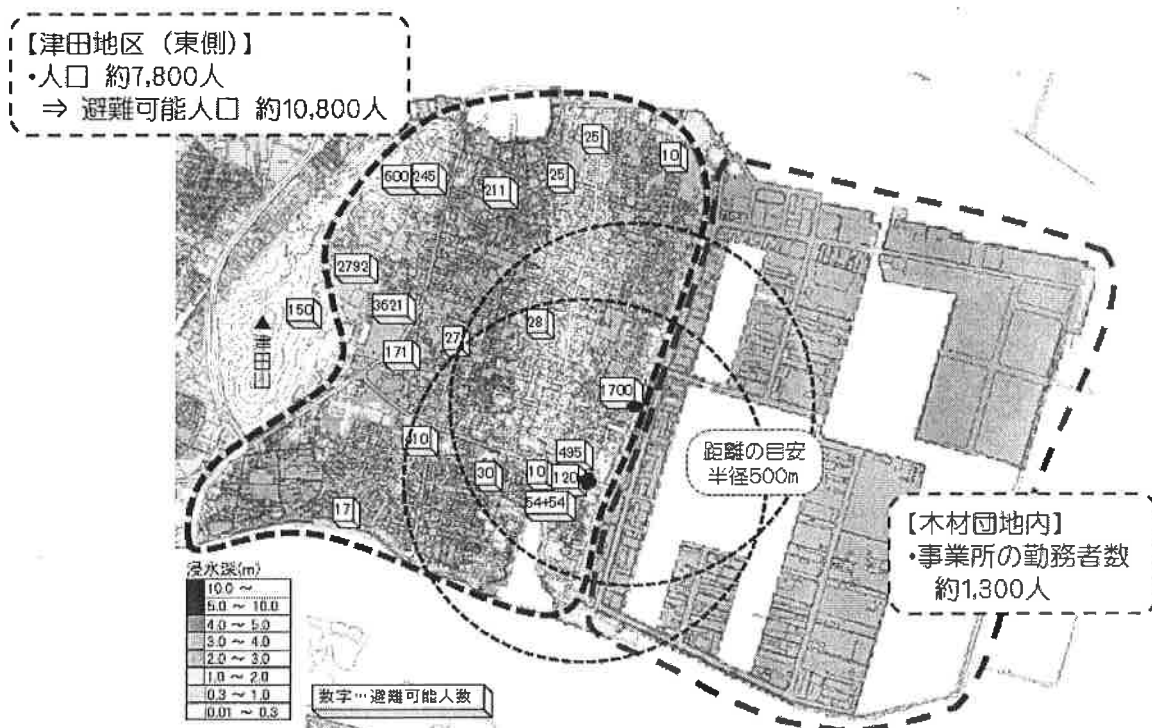 【津田地区（東側）】
・人口 約7,800人
⇒ 避難可能人口 約10,800人
25
10
600
245
211
25
2792
150
3621
津田山
171
27
28
1700
距離の目安
半径500m
495
30
10
120
54+54
17
【木材団地内】
・事業所の勤務者数
約1,300人
浸水深(m)
10.0 ～
5.0 ～ 10.0
4.0 ～ 5.0
3.0 ～ 4.0
2.0 ～ 3.0
1.0 ～ 2.0
0.3 ～ 1.0
0.01 ～ 0.3
数字…避難可能人数